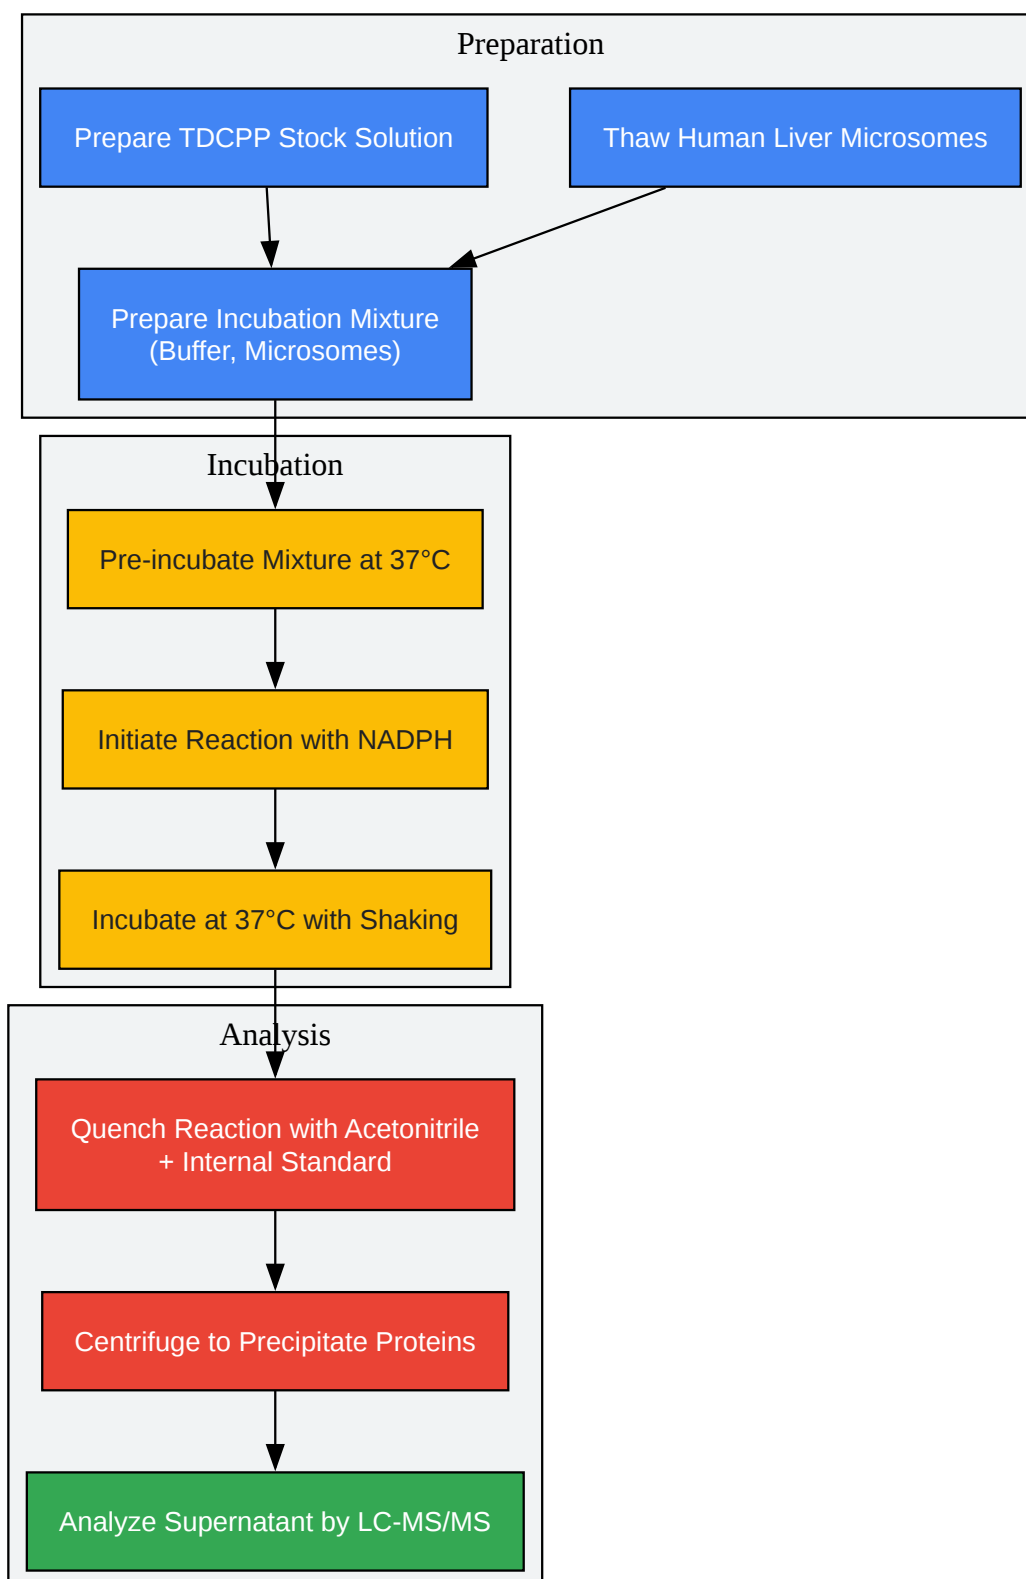 Preparation
Prepare TDCPP Stock Solution
Thaw Human Liver Microsomes
Prepare Incubation Mixture
(Buffer, Microsomes)
Incubation
Pre-incubate Mixture at 37°C
Initiate Reaction with NADPH
Incubate at 37°C with Shaking
Analysis
Quench Reaction with Acetonitrile
+ Internal Standard
Centrifuge to Precipitate Proteins
Analyze Supernatant by LC-MS/MS